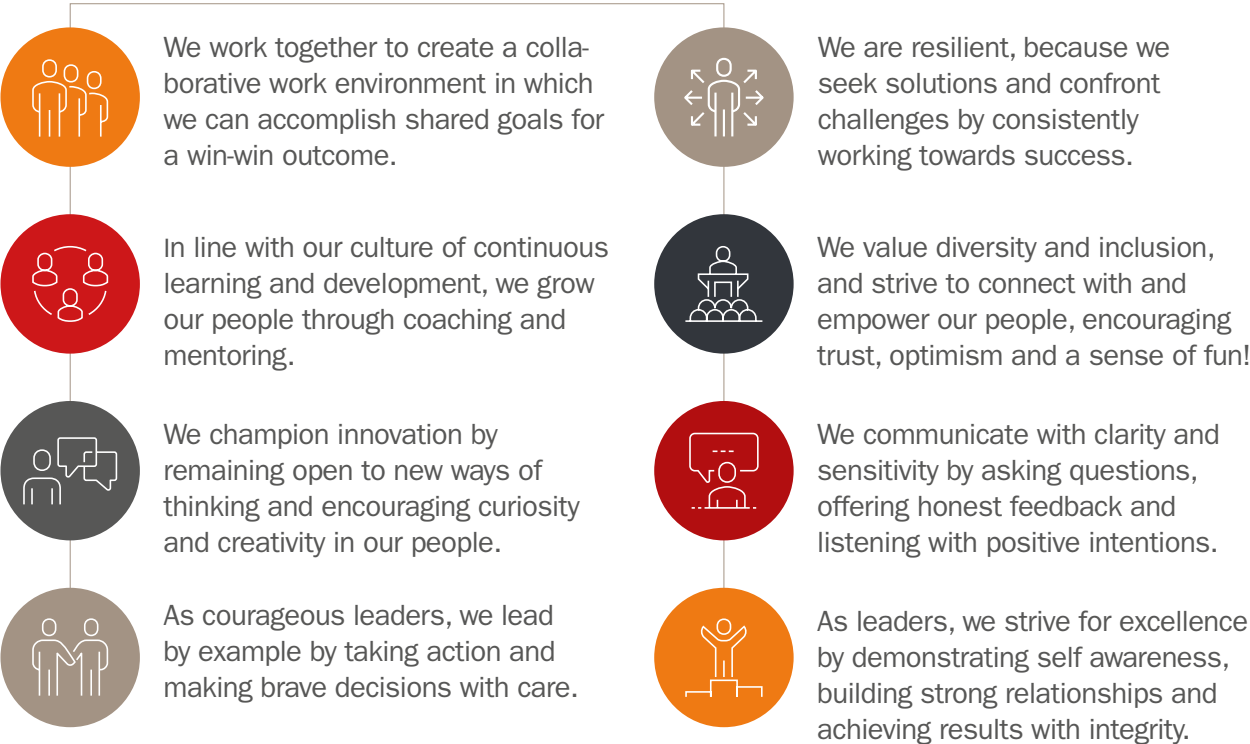 We work together to create a colla-
borative work environment in which
we can accomplish shared goals for
a win-win outcome.
In line with our culture of continuous
learning and development, we grow
our people through coaching and
mentoring.
We champion innovation by
remaining open to new ways of
thinking and encouraging curiosity
and creativity in our people.
As courageous leaders, we lead
by example by taking action and
making brave decisions with care.
We are resilient, because we
seek solutions and confront
challenges by consistently
working towards success.
We value diversity and inclusion,
and strive to connect with and
empower our people, encouraging
trust, optimism and a sense of fun!
We communicate with clarity and
sensitivity by asking questions,
offering honest feedback and
listening with positive intentions.
As leaders, we strive for excellence
by demonstrating self awareness,
building strong relationships and
achieving results with integrity.